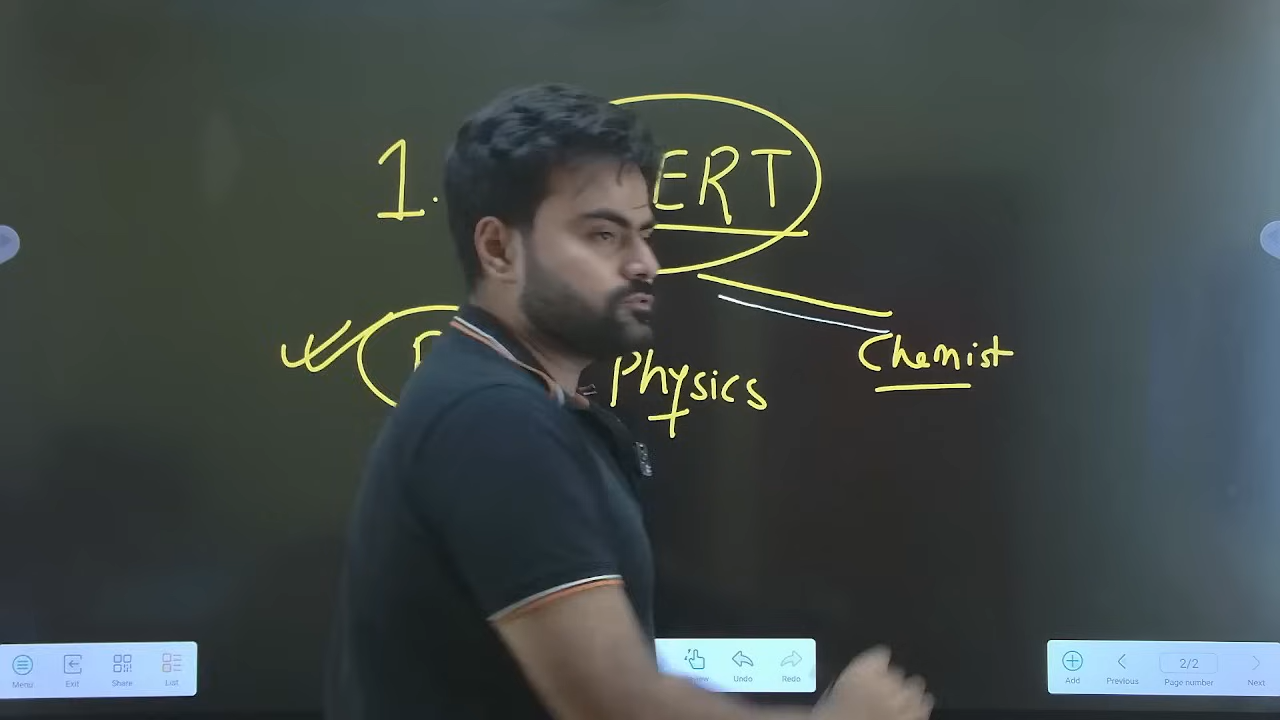 1. ERT
Physics
Chemist
Menu Exit Share List Undo Redo Add Previous 2/2 Page number Next